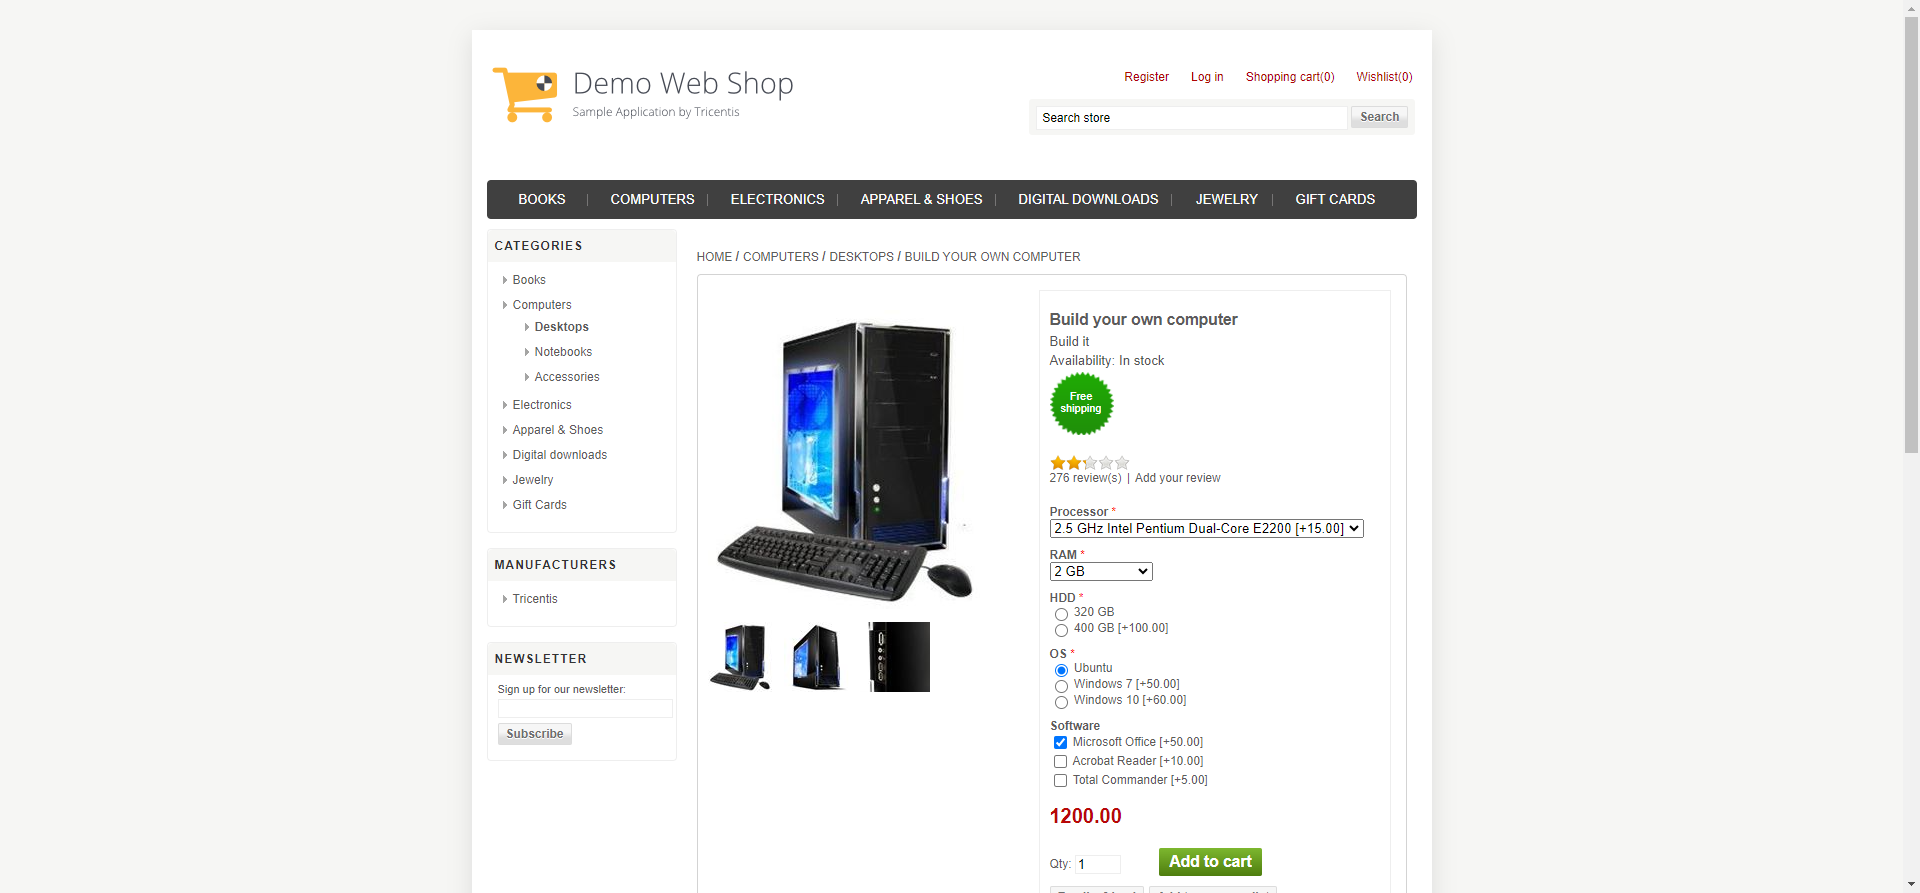 Demo Web Shop
Sample Application by Tricentis
Register
Log in
Shopping cart(0)
Wishlist(0)
Search store
Search
BOOKS
COMPUTERS
ELECTRONICS
APPAREL & SHOES
DIGITAL DOWNLOADS
JEWELRY
GIFT CARDS
CATEGORIES
Books
Computers
Desktops
Notebooks
Accessories
Electronics
Apparel & Shoes
Digital downloads
Jewelry
Gift Cards
MANUFACTURERS
Tricentis
NEWSLETTER
Sign up for our newsletter:
Subscribe
HOME / COMPUTERS / DESKTOPS / BUILD YOUR OWN COMPUTER
Build your own computer
Build it
Availability: In stock
Free
shipping
276 review(s) | Add your review
Processor *
2.5 GHz Intel Pentium Dual-Core E2200 [+15.00]
RAM *
2 GB
HDD *
320 GB
400 GB [+100.00]
OS *
Ubuntu
Windows 7 [+50.00]
Windows 10 [+60.00]
Software
Microsoft Office [+50.00]
Acrobat Reader [+10.00]
Total Commander [+5.00]
1200.00
Qty: 1
Add to cart